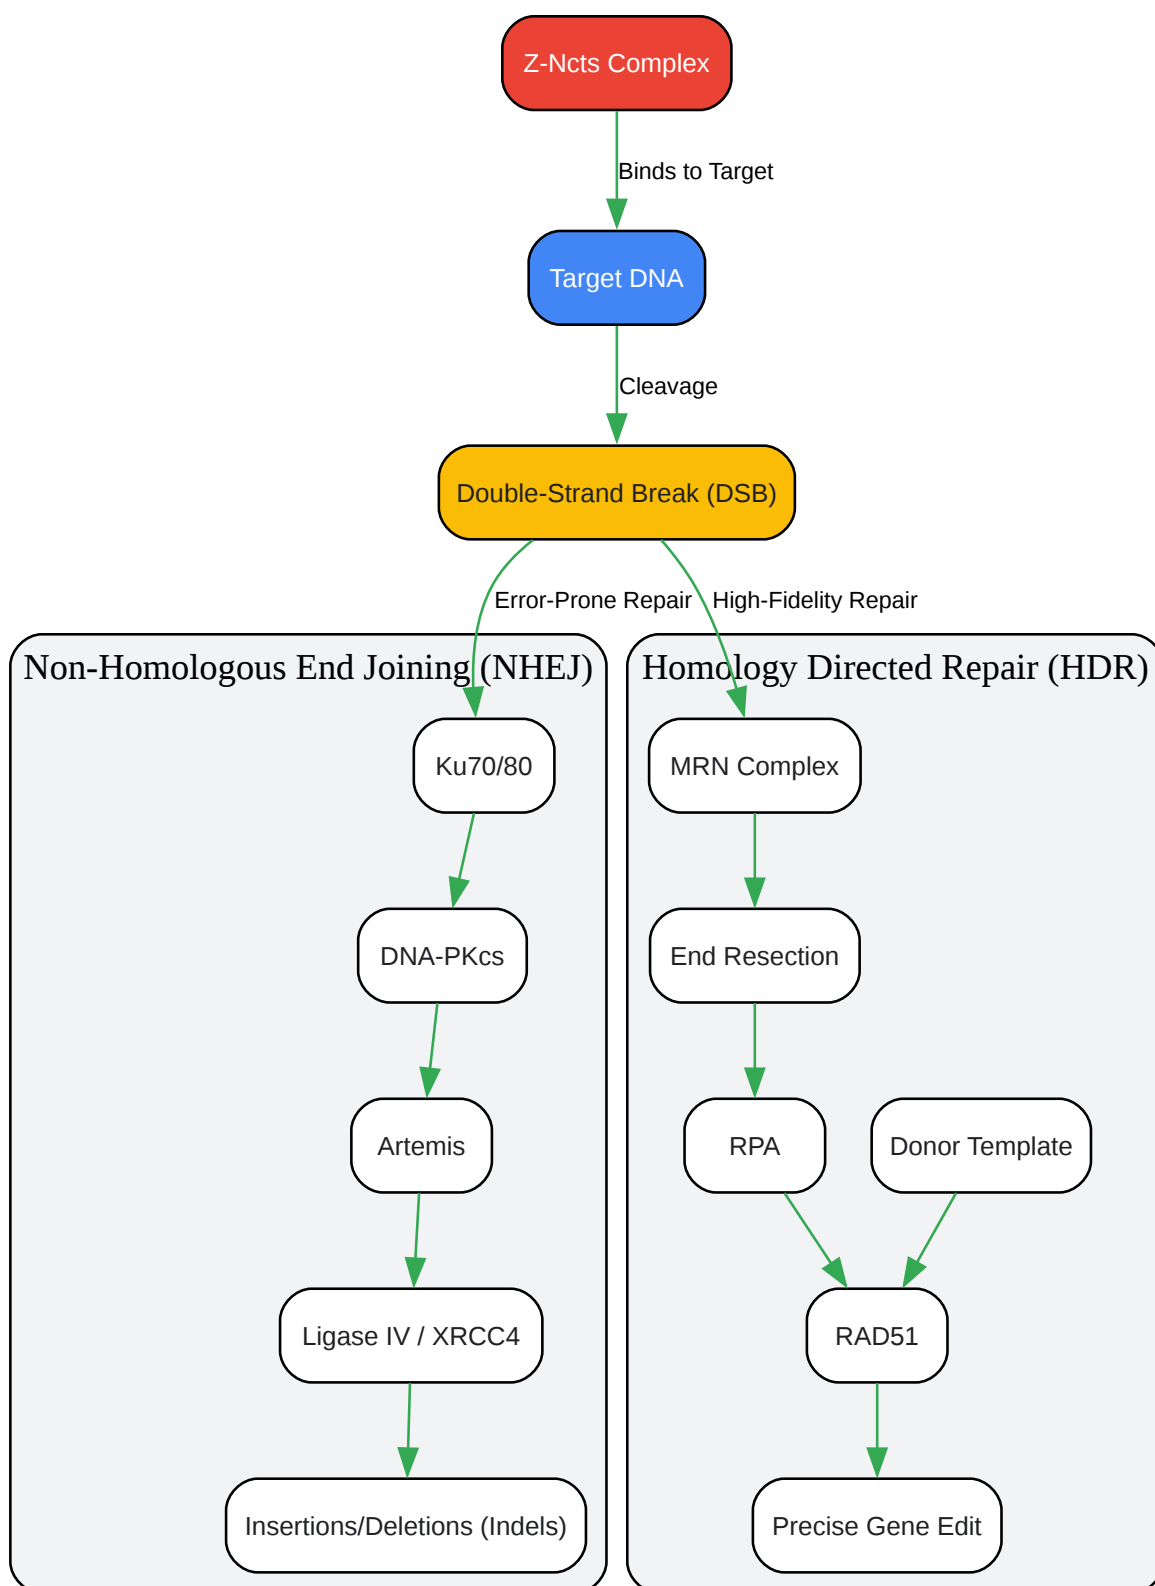 Z-Ncts Complex
Binds to Target
Target DNA
Cleavage
Double-Strand Break (DSB)
Error-Prone Repair
High-Fidelity Repair
Non-Homologous End Joining (NHEJ)
Ku70/80
DNA-PKcs
Artemis
Ligase IV / XRCC4
Insertions/Deletions (Indels)
Homology Directed Repair (HDR)
MRN Complex
End Resection
RPA
Donor Template
RAD51
Precise Gene Edit